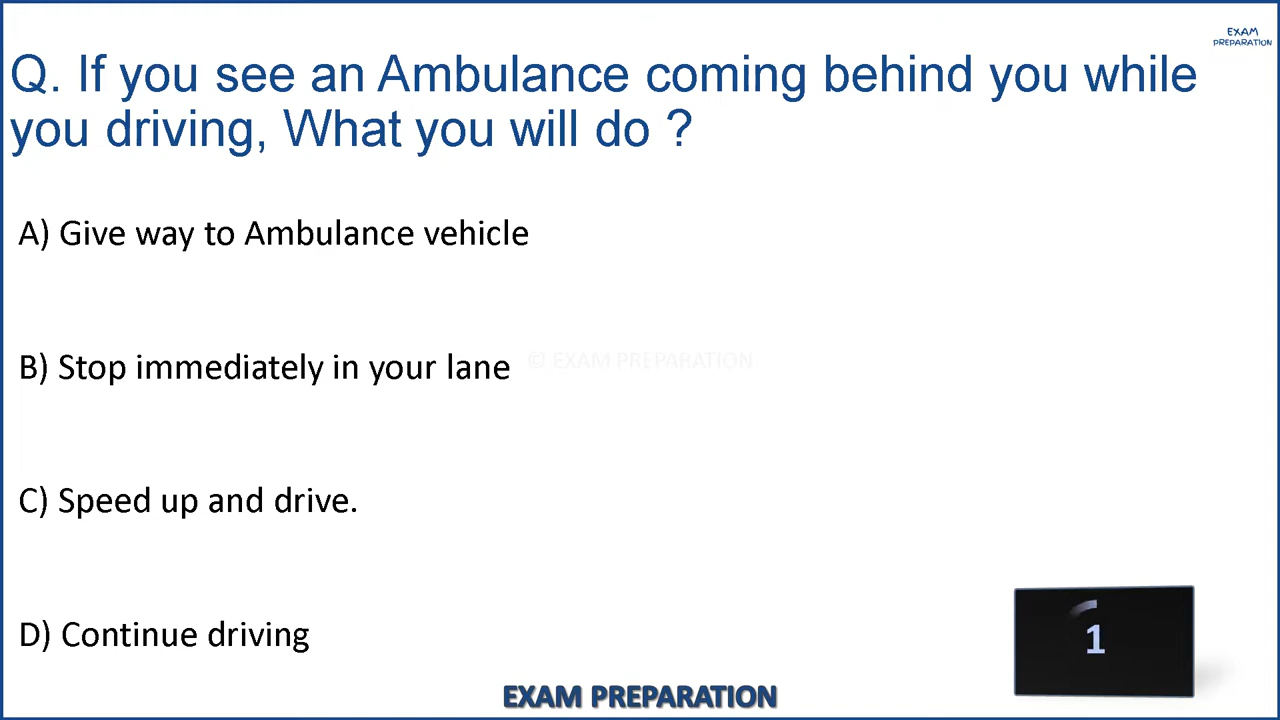 EXAM
PREPARATION
Q. If you see an Ambulance coming behind you while
you driving, What you will do ?
A) Give way to Ambulance vehicle
B) Stop immediately in your lane
© EXAM PREPARATION
C) Speed up and drive.
D) Continue driving
1
EXAM PREPARATION